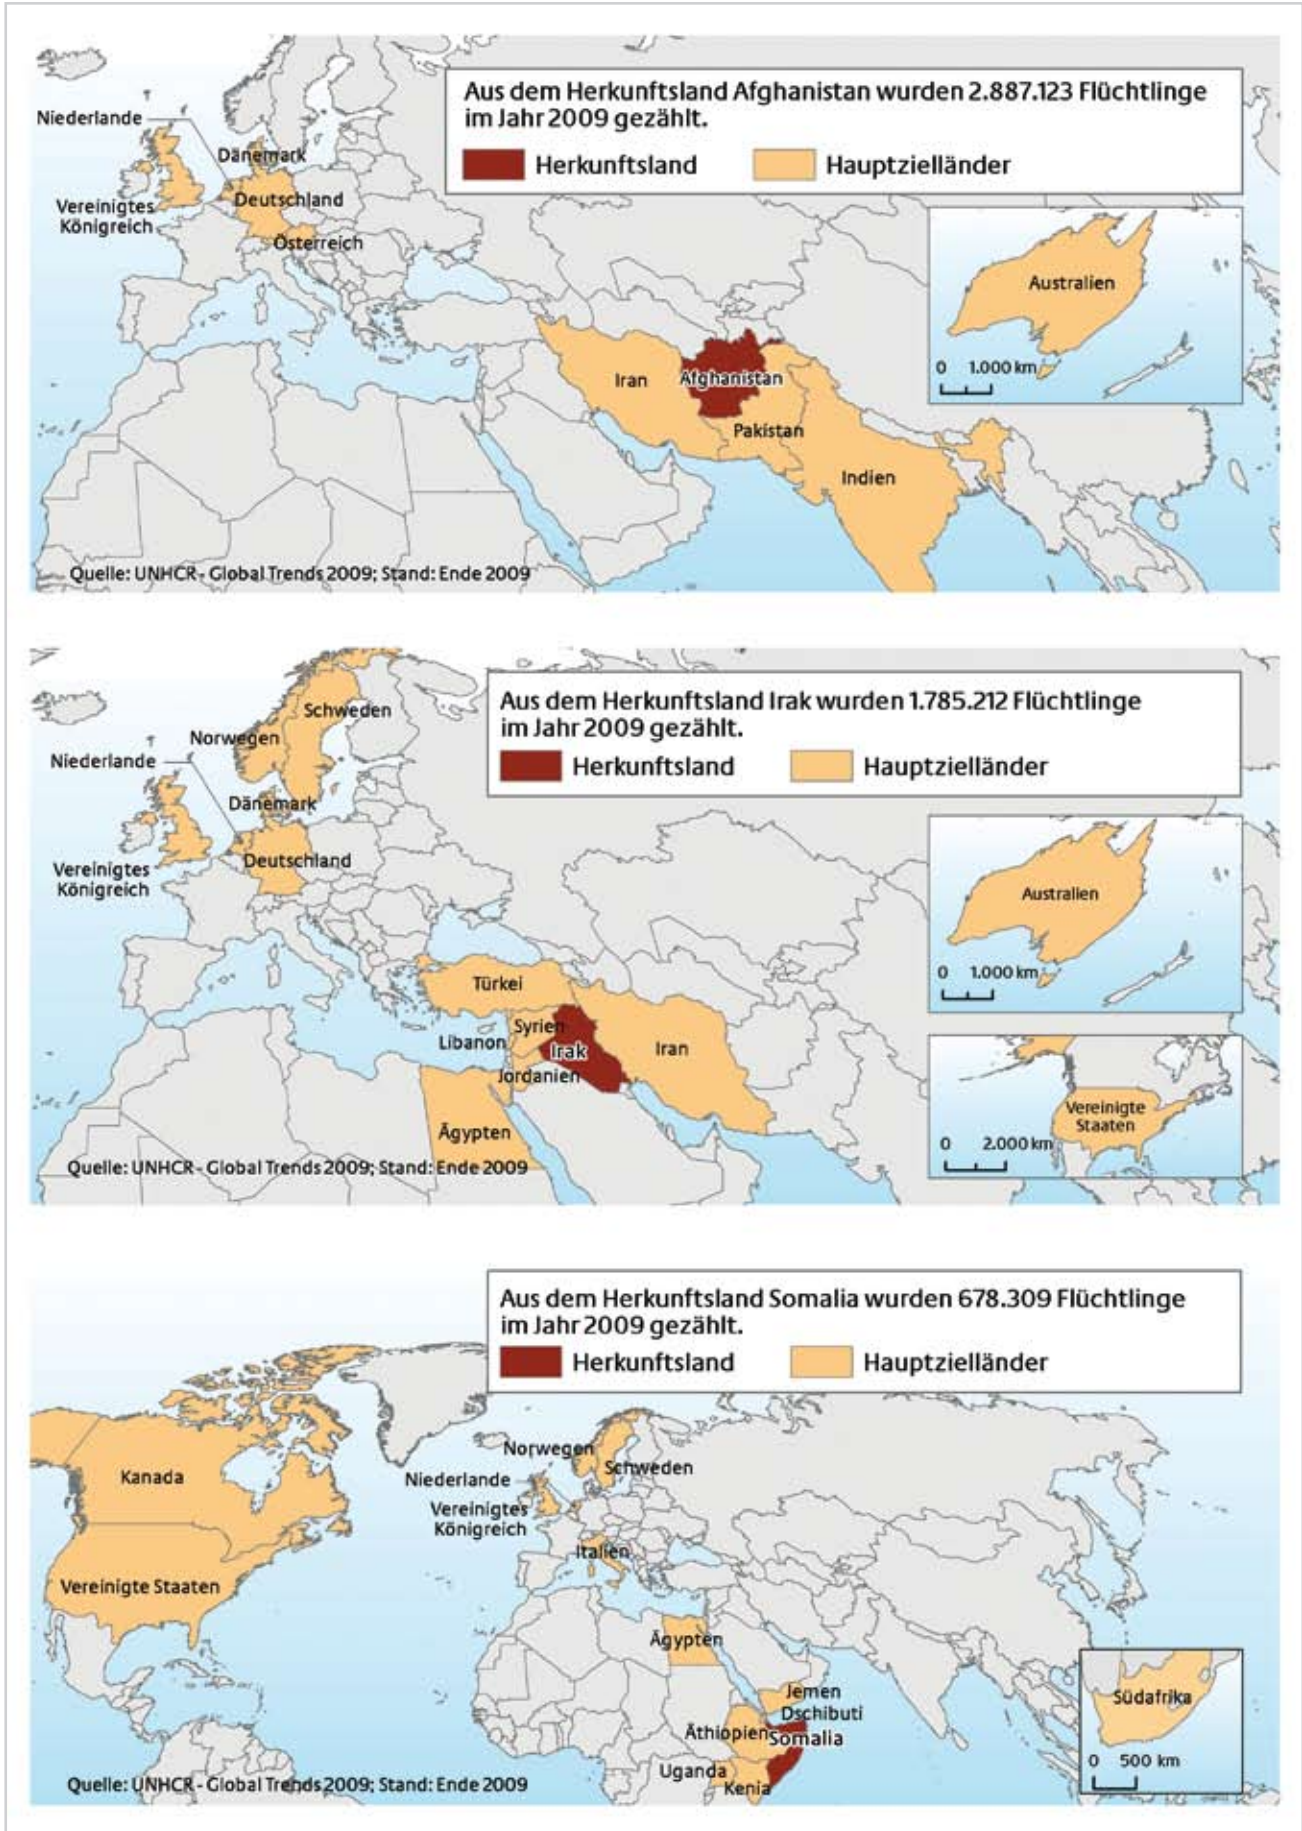 Aus dem Herkunftsland Afghanistan wurden 2.887.123 Flüchtlinge
im Jahr 2009 gezählt.
Herkunftsland
Hauptzielländer
Niederlande
Dänemark
Vereinigtes
Königreich
Deutschland
Österreich
Australien
0 1.000 km
Iran
Afghanistan
Pakistan
Indien
Quelle: UNHCR - Global Trends 2009; Stand: Ende 2009
Aus dem Herkunftsland Irak wurden 1.785.212 Flüchtlinge
im Jahr 2009 gezählt.
Herkunftsland
Hauptzielländer
Schweden
Norwegen
Niederlande
Dänemark
Deutschland
Vereinigtes
Königreich
Australien
0 1.000 km
Türkei
Syrien
Libanon
Irak
Iran
Jordanien
Ägypten
Vereinigte
Staaten
0 2.000 km
Quelle: UNHCR - Global Trends 2009; Stand: Ende 2009
Aus dem Herkunftsland Somalia wurden 678.309 Flüchtlinge
im Jahr 2009 gezählt.
Herkunftsland
Hauptzielländer
Norwegen
Schweden
Kanada
Niederlande
Vereinigtes
Königreich
Italien
Vereinigte Staaten
Ägypten
Jemen
Dschibuti
Südafrika
Äthiopien
Somalia
Uganda
Kenia
0 500 km
Quelle: UNHCR - Global Trends 2009; Stand: Ende 2009